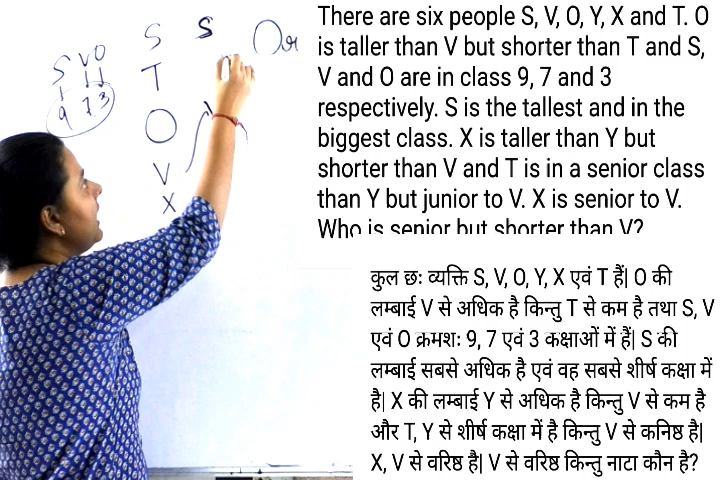 There are six people S, V, O, Y, X and T. O
is taller than V but shorter than T and S,
V and O are in class 9, 7 and 3
respectively. S is the tallest and in the
biggest class. X is taller than Y but
shorter than V and T is in a senior class
than Y but junior to V. X is senior to V.
Who is senior but shorter than V?
कुल छः व्यक्ति S, V, O, Y, X एवं T हैं| O की
लम्बाई V से अधिक है किन्तु T से कम है तथा S, V
एवं O क्रमशः 9, 7 एवं 3 कक्षाओं में हैं| S की
लम्बाई सबसे अधिक है एवं वह सबसे शीर्ष कक्षा में
है| X की लम्बाई Y से अधिक है किन्तु V से कम है
और T, Y से शीर्ष कक्षा में है किन्तु V से कनिष्ठ है|
X, V से वरिष्ठ है| V से वरिष्ठ किन्तु नाटा कौन है?
S V O
9 7 3
S S
T
O
V
X